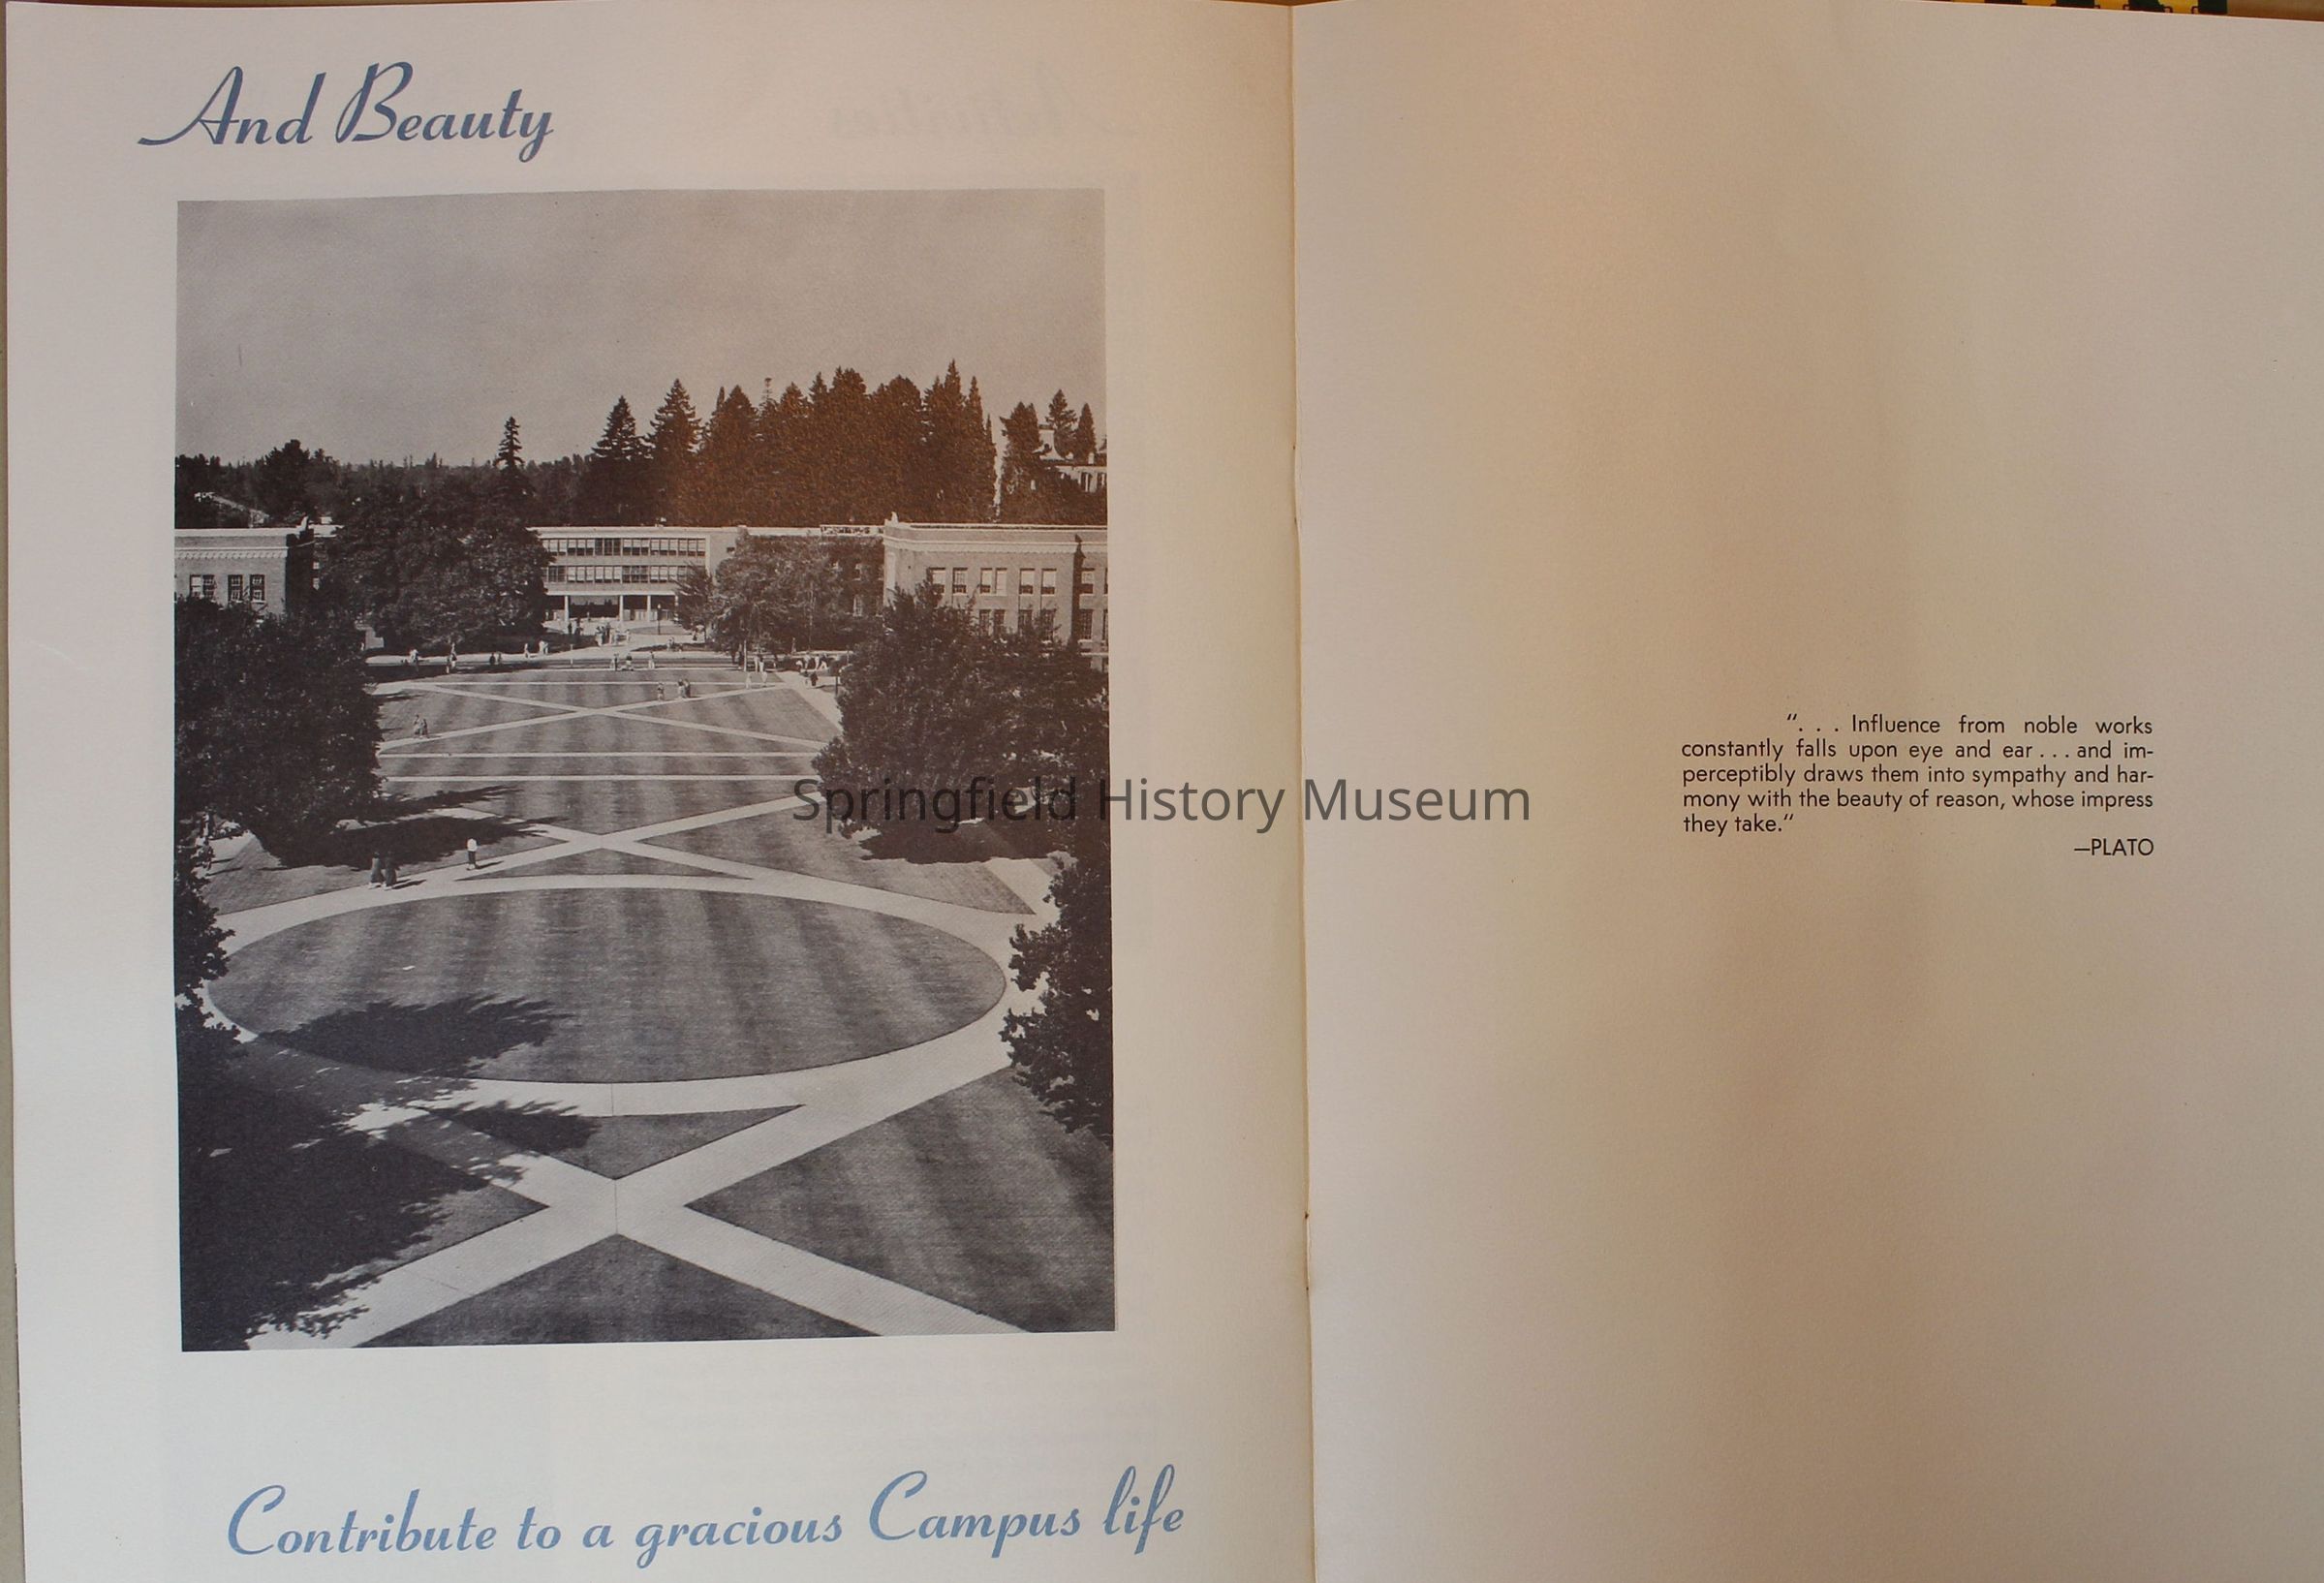 And Beauty
Contribute to a gracious Campus life
“. . . Influence from noble works
constantly falls upon eye and ear . . . and im-
perceptibly draws them into sympathy and har-
mony with the beauty of reason, whose impress
they take.”
—PLATO
Springfield History Museum